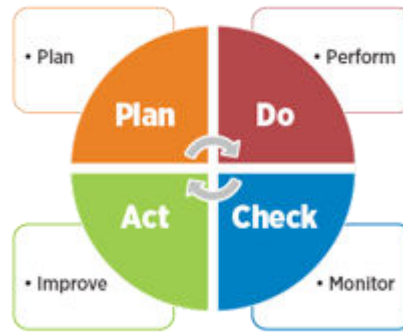 • Plan
• Perform
Plan
Do
Act
Check
• Improve
• Monitor